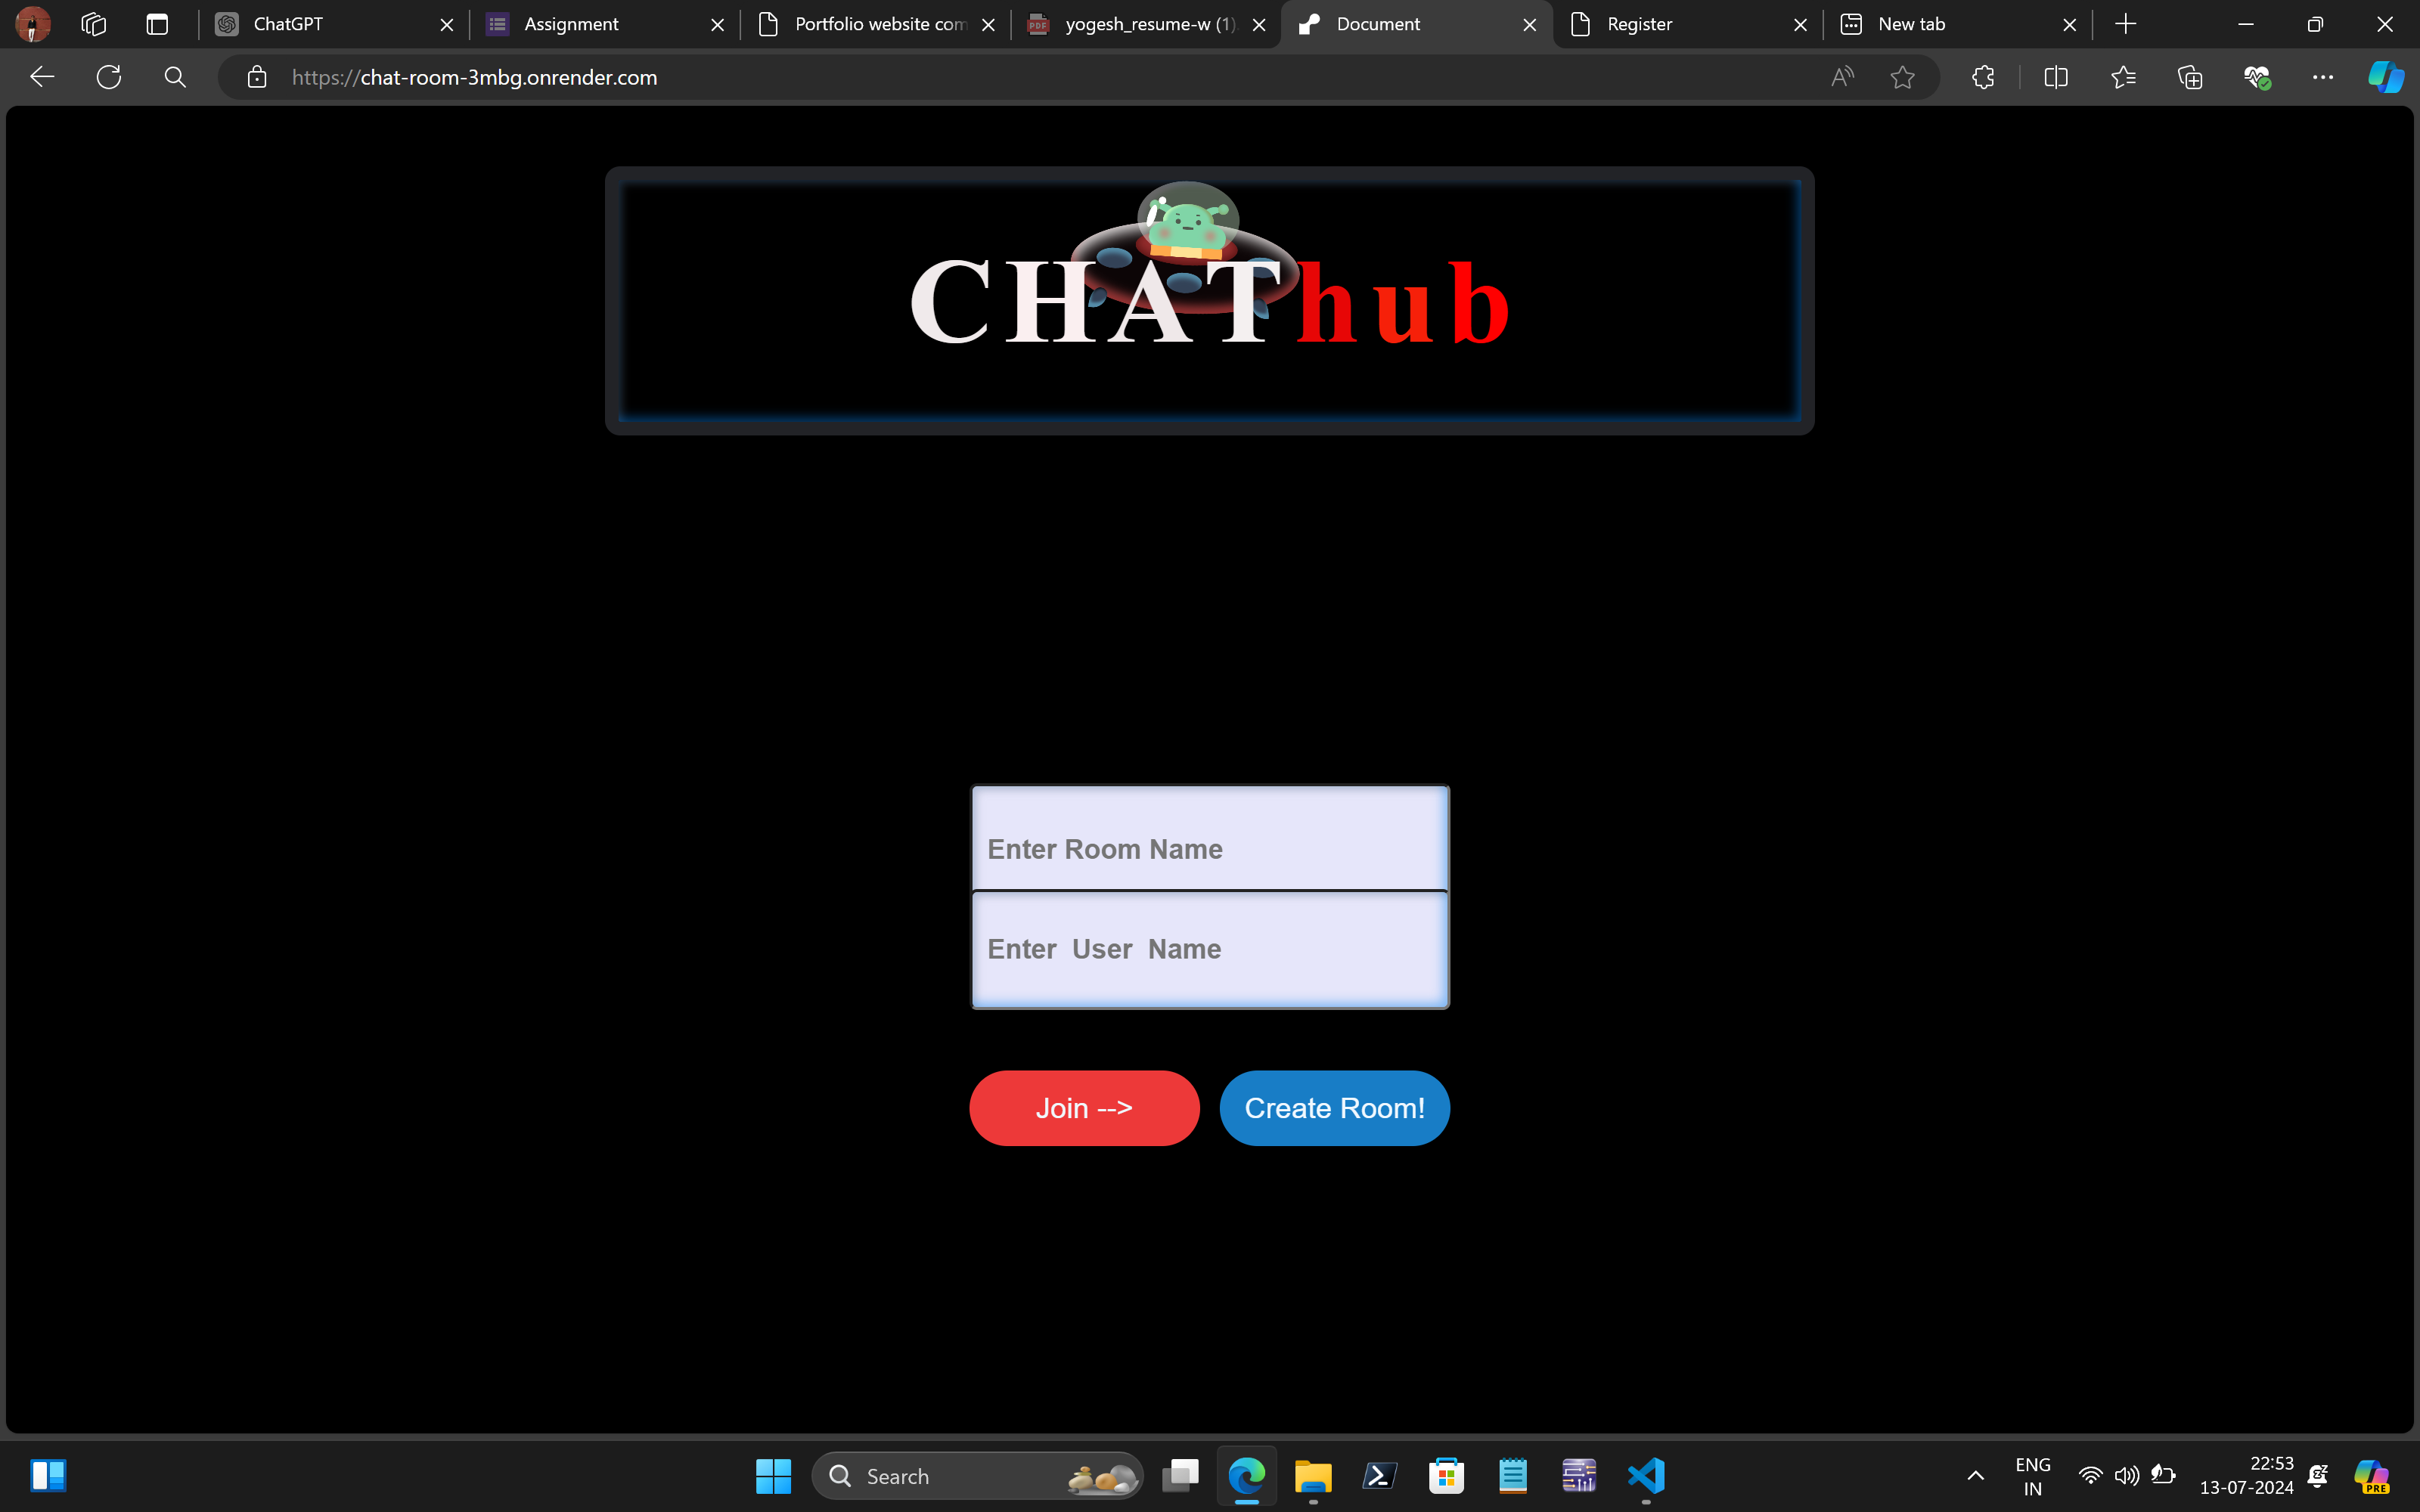 ChatGPT
Assignment
Portfolio website com
yogesh_resume-w (1)
Document
Register
New tab
https://chat-room-3mbg.onrender.com
CHAThub
Enter Room Name
Enter  User  Name
Join -->
Create Room!
Search
ENG
IN
22:53
13-07-2024
PRE